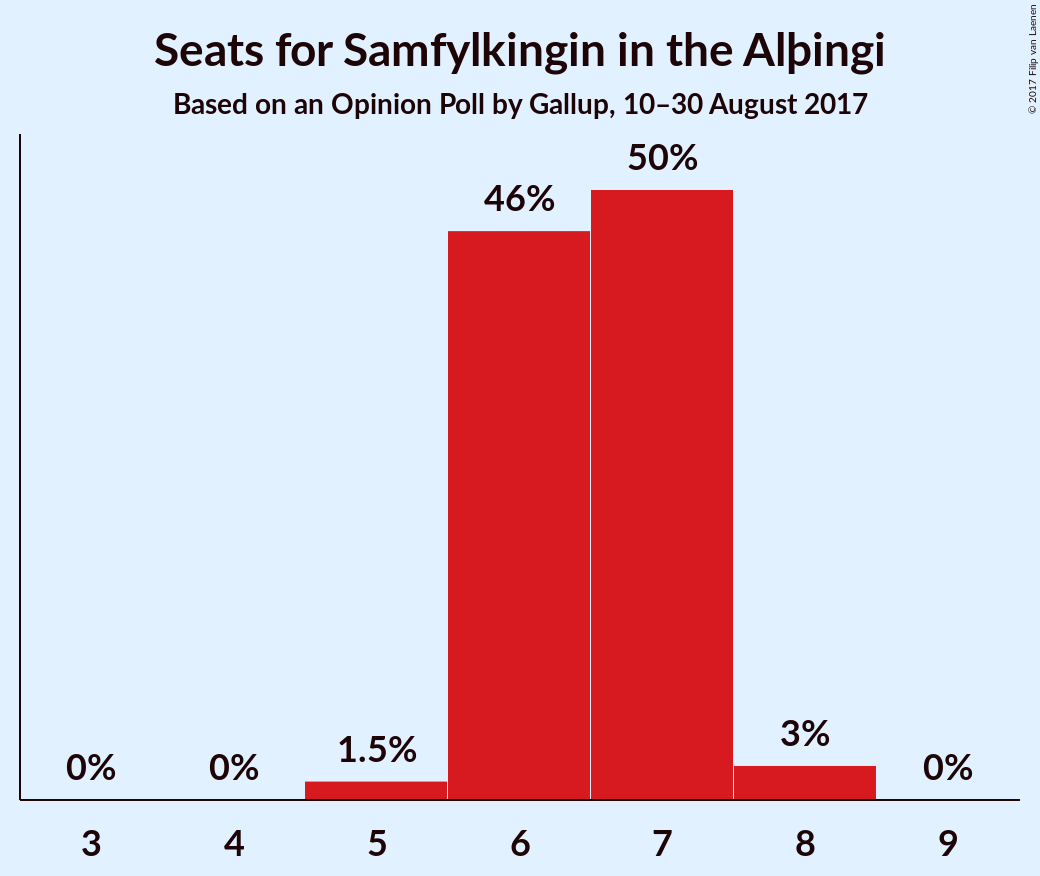 Seats for Samfylkingin in the Alþingi
Based on an Opinion Poll by Gallup, 10–30 August 2017
© 2017 Filip van Laenen
0% 0% 1.5% 46% 50% 3% 0%
3 4 5 6 7 8 9